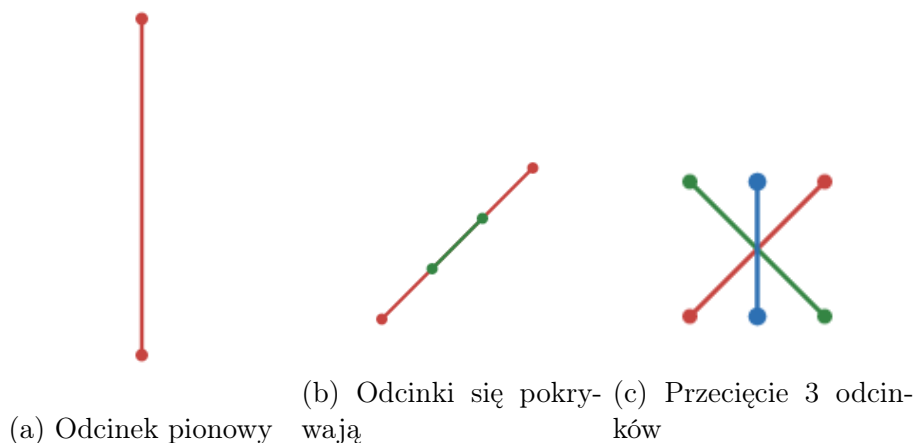 (a) Odcinek pionowy
(b) Odcinki się pokry-
wają
(c) Przecięcie 3 odcin-
ków